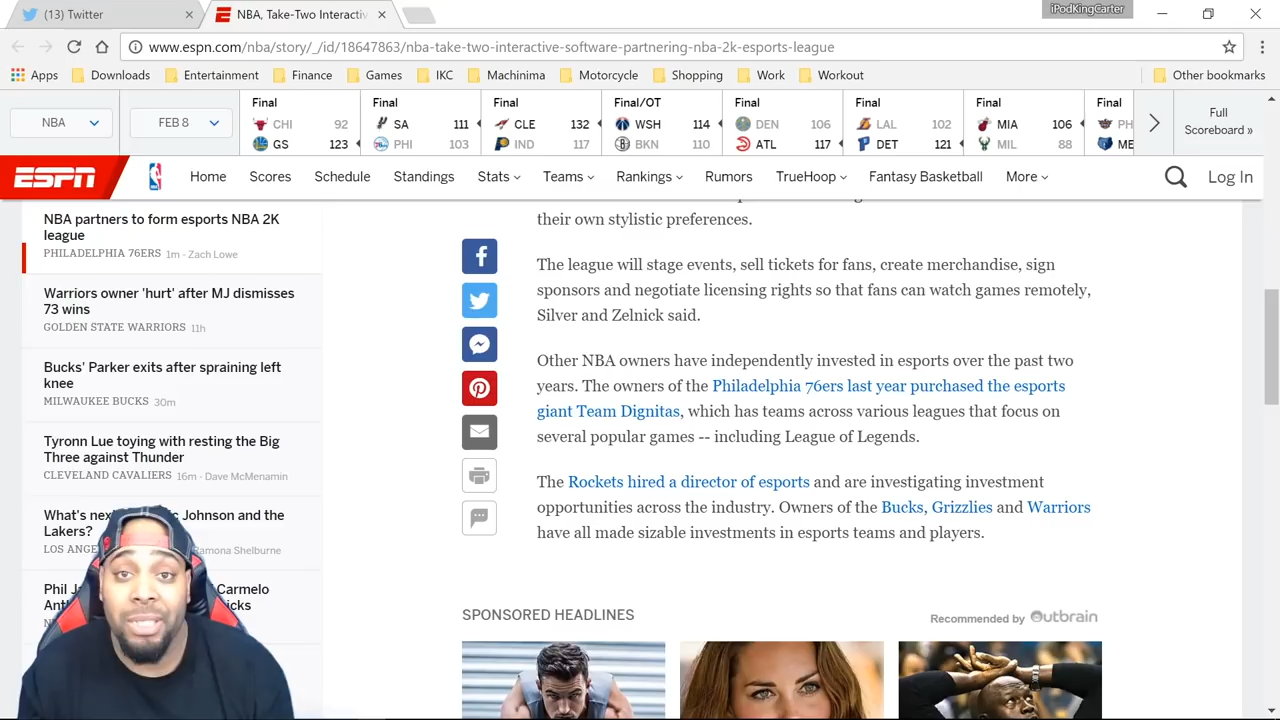 (13) Twitter
NBA, Take-Two Interactiv
iPodKingCarter
www.espn.com/nba/story/_/id/18647863/nba-take-two-interactive-software-partnering-nba-2k-esports-league
Apps Downloads Entertainment Finance Games IKC Machinima Motorcycle Shopping Work Workout Other bookmarks
NBA
FEB 8
Final
CHI 92
GS 123
Final
SA 111
PHI 103
Final
CLE 132
IND 117
Final/OT
WSH 114
BKN 110
Final
DEN 106
ATL 117
Final
LAL 102
DET 121
Final
MIA 106
MIL 88
Final
PH
ME
Full
Scoreboard »
ESPN Home Scores Schedule Standings Stats Teams Rankings Rumors TrueHoop Fantasy Basketball More Log In
NBA partners to form esports NBA 2K
league
PHILADELPHIA 76ERS 1m - Zach Lowe
Warriors owner 'hurt' after MJ dismisses
73 wins
GOLDEN STATE WARRIORS 11h
Bucks' Parker exits after spraining left
knee
MILWAUKEE BUCKS 30m
Tyronn Lue toying with resting the Big
Three against Thunder
CLEVELAND CAVALIERS 16m - Dave McMenamin
What's nex c Johnson and the
Lakers?
LOS ANGE Ramona Shelburne
Phil Ja Carmelo
Anth icks
their own stylistic preferences.
The league will stage events, sell tickets for fans, create merchandise, sign
sponsors and negotiate licensing rights so that fans can watch games remotely,
Silver and Zelnick said.
Other NBA owners have independently invested in esports over the past two
years. The owners of the Philadelphia 76ers last year purchased the esports
giant Team Dignitas, which has teams across various leagues that focus on
several popular games -- including League of Legends.
The Rockets hired a director of esports and are investigating investment
opportunities across the industry. Owners of the Bucks, Grizzlies and Warriors
have all made sizable investments in esports teams and players.
SPONSORED HEADLINES
Recommended by Outbrain